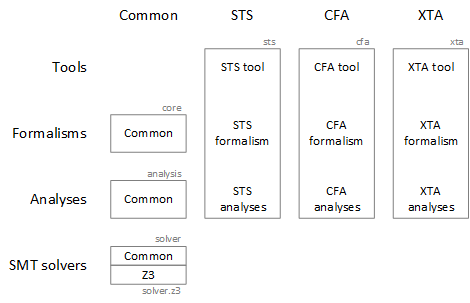 Common STS CFA XTA
sts cfa xta
Tools STS tool CFA tool XTA tool
core
Formalisms Common STS formalism CFA formalism XTA formalism
analysis
Analyses Common STS analyses CFA analyses XTA analyses
solver
SMT solvers Common
Z3
solver.z3